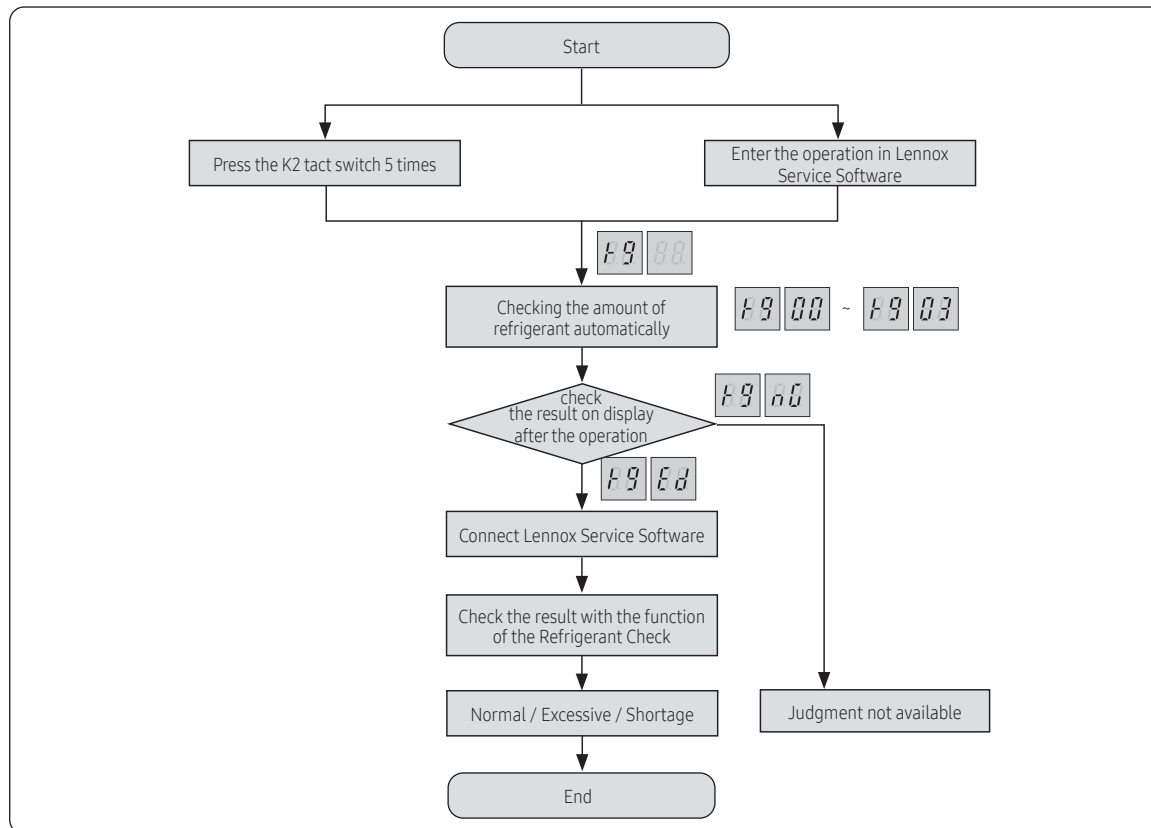 Start
Press the K2 tact switch 5 times
Enter the operation in Lennox
Service Software
Checking the amount of
refrigerant automatically
~
check
the result on display
after the operation
Ed
Connect Lennox Service Software
Check the result with the function
of the Refrigerant Check
Normal / Excessive / Shortage
Judgment not available
End